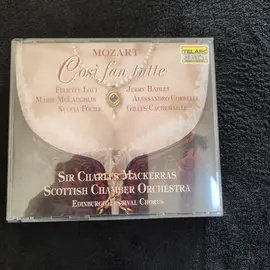 MOZART
TELARC
Così fan tutte
FELICITY LOTT JERRY HADLEY
MARIE MCLAUGHLIN ALESSANDRO CORBELLI
NUCCIA FOCILE GILLES CACHEMAILLE
SIR CHARLES MACKERRAS
SCOTTISH CHAMBER ORCHESTRA
EDINBURGH FESTIVAL CHORUS